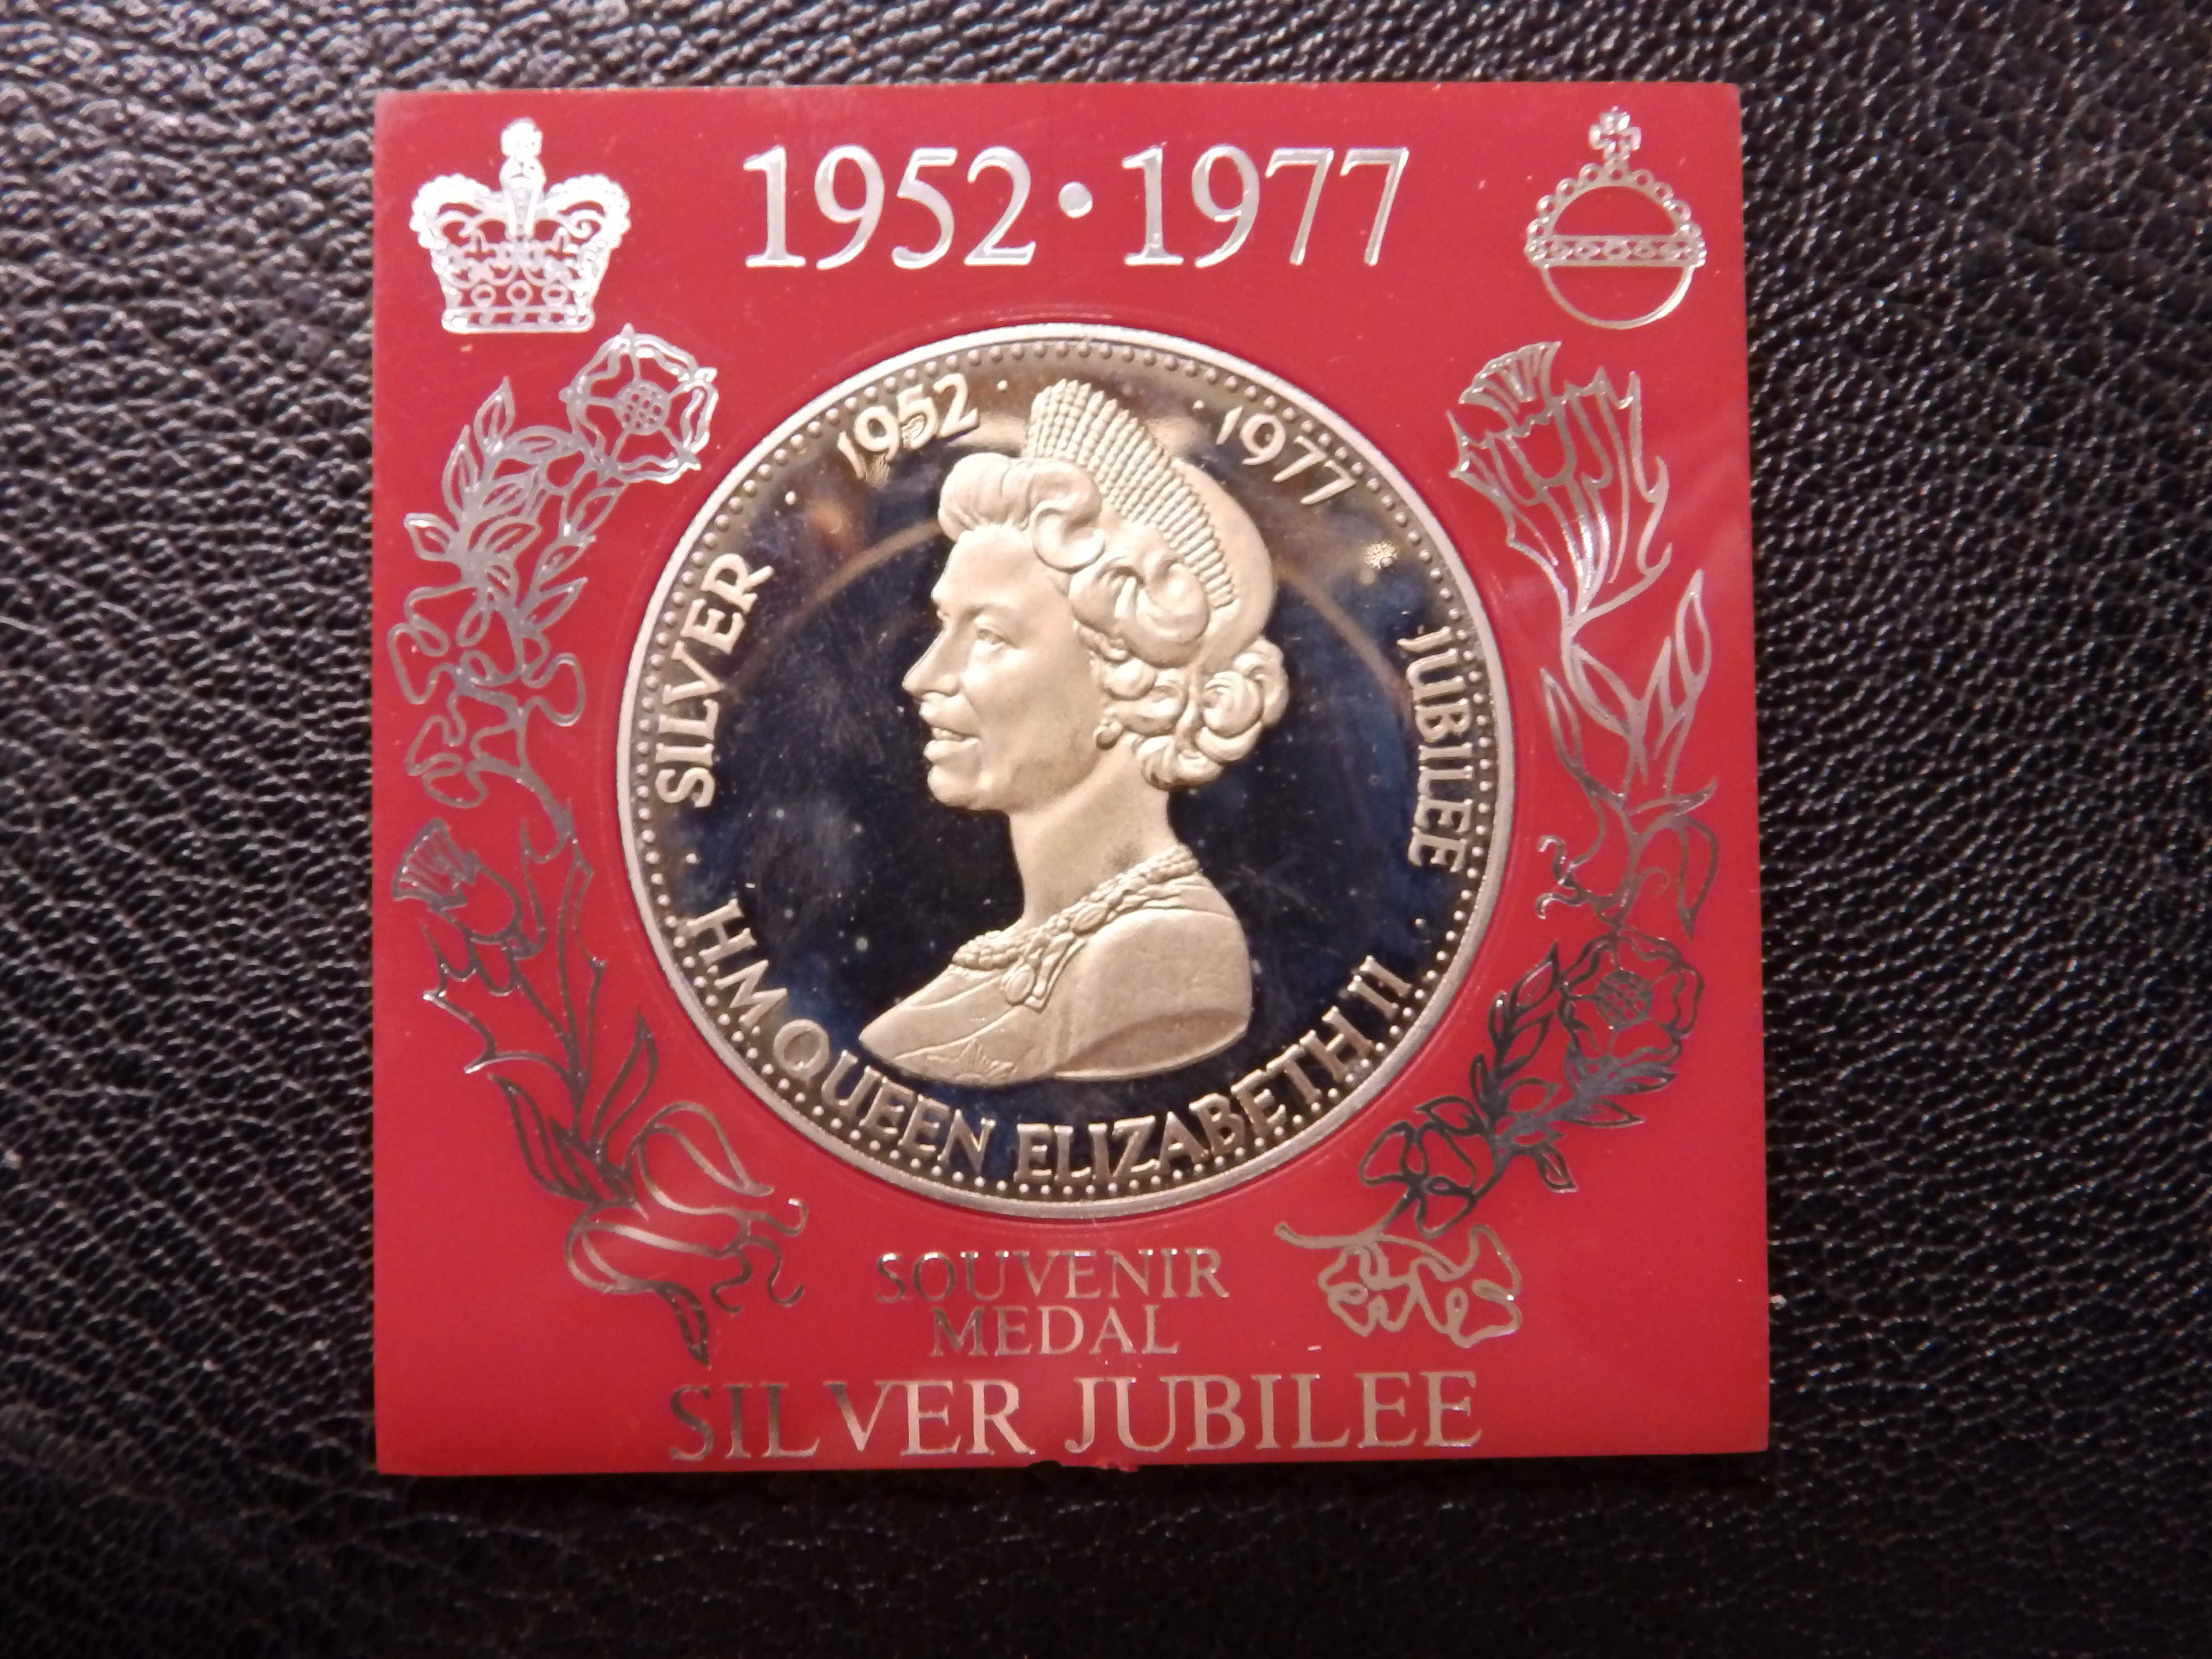 1952 · 1977
1952 · · 1977
SILVER
JUBILEE
H.M. QUEEN ELIZABETH II
SOUVENIR
MEDAL
SILVER JUBILEE